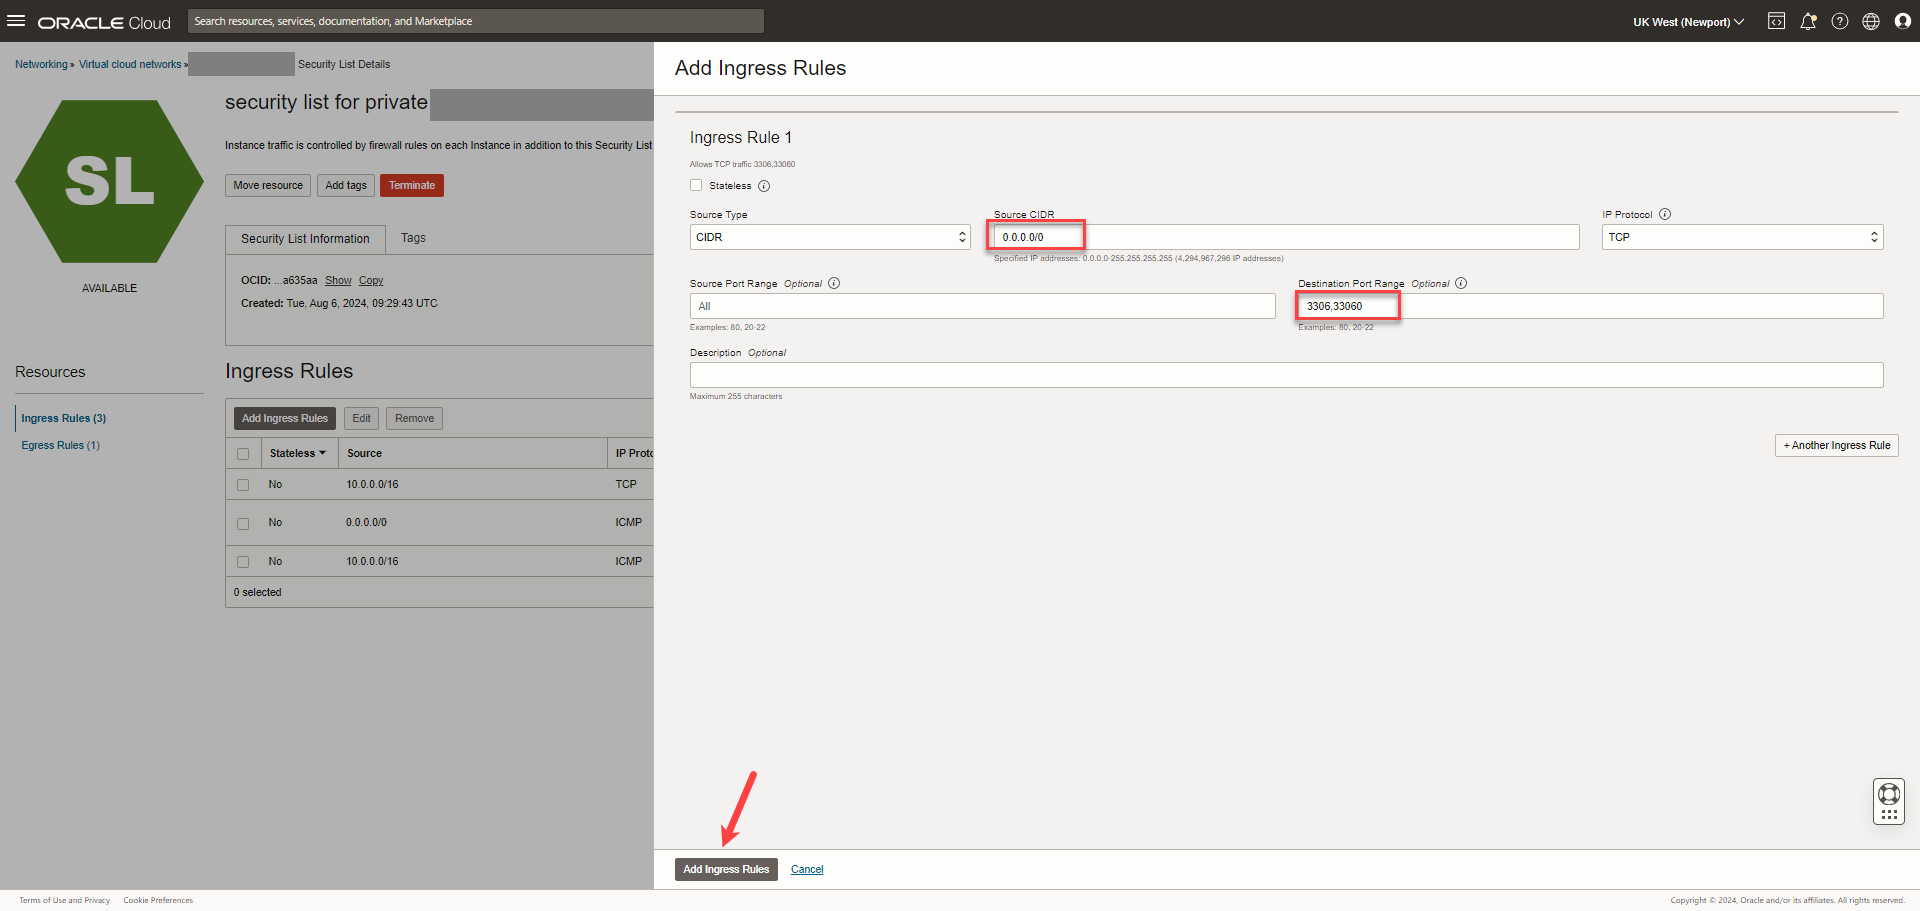 ORACLE Cloud
Search resources, services, documentation, and Marketplace
UK West (Newport)
Networking » Virtual cloud networks »
Security List Details
SL
AVAILABLE
security list for private
Instance traffic is controlled by firewall rules on each Instance in addition to this Security List
Move resource
Add tags
Terminate
Security List Information
Tags
OCID: ...a635aa Show Copy
Created: Tue, Aug 6, 2024, 09:29:43 UTC
Resources
Ingress Rules (3)
Egress Rules (1)
Ingress Rules
Add Ingress Rules
Edit
Remove
Stateless
Source
IP Proto
No
10.0.0.0/16
TCP
No
0.0.0.0/0
ICMP
No
10.0.0.0/16
ICMP
0 selected
Add Ingress Rules
Ingress Rule 1
Allows TCP traffic 3306,33060
Stateless
Source Type
CIDR
Source CIDR
0.0.0.0/0
Specified IP addresses: 0.0.0.0-255.255.255.255 (4,294,967,296 IP addresses)
IP Protocol
TCP
Source Port Range Optional
All
Examples: 80, 20-22
Destination Port Range Optional
3306,33060
Examples: 80, 20-22
Description Optional
Maximum 255 characters
+ Another Ingress Rule
Add Ingress Rules
Cancel
Terms of Use and Privacy
Cookie Preferences
Copyright © 2024, Oracle and/or its affiliates. All rights reserved.